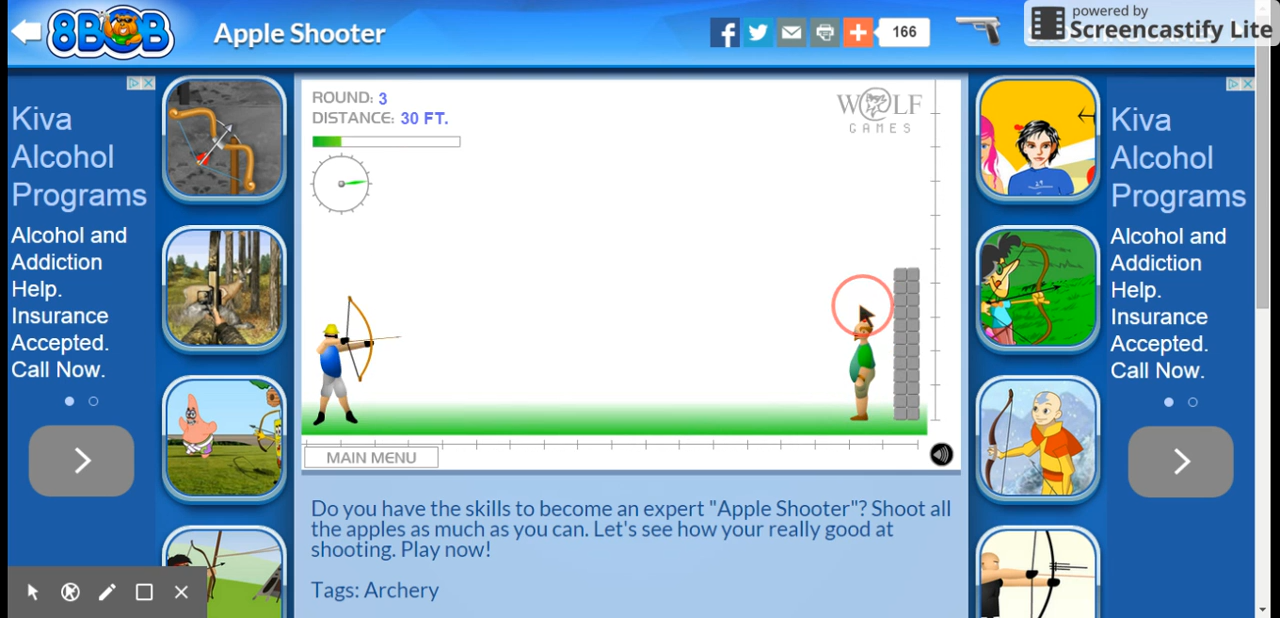 8BOB
Apple Shooter
166
powered by
Screencastify Lite
Kiva
Alcohol
Programs
Alcohol and
Addiction
Help.
Insurance
Accepted.
Call Now.
ROUND: 3
DISTANCE: 30 FT.
WOLF
GAMES
MAIN MENU
Do you have the skills to become an expert "Apple Shooter"? Shoot all
the apples as much as you can. Let's see how your really good at
shooting. Play now!
Tags: Archery
Kiva
Alcohol
Programs
Alcohol and
Addiction
Help.
Insurance
Accepted.
Call Now.